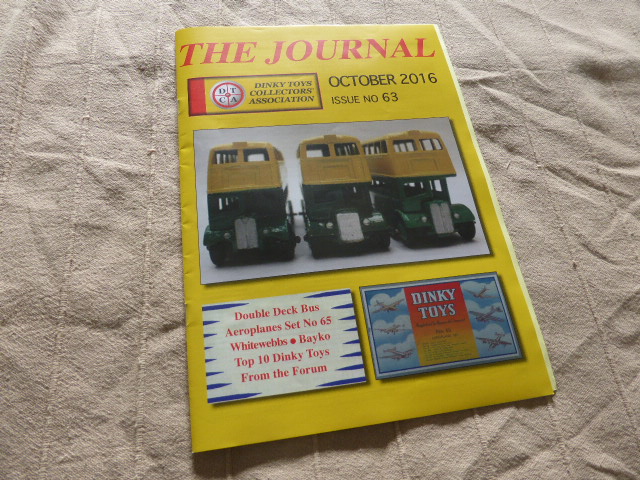 THE JOURNAL
D T
C A
DINKY TOYS
COLLECTORS'
ASSOCIATION
OCTOBER 2016
ISSUE NO 63
Double Deck Bus
Aeroplanes Set No 65
Whitewebbs • Bayko
Top 10 Dinky Toys
From the Forum
DINKY
TOYS